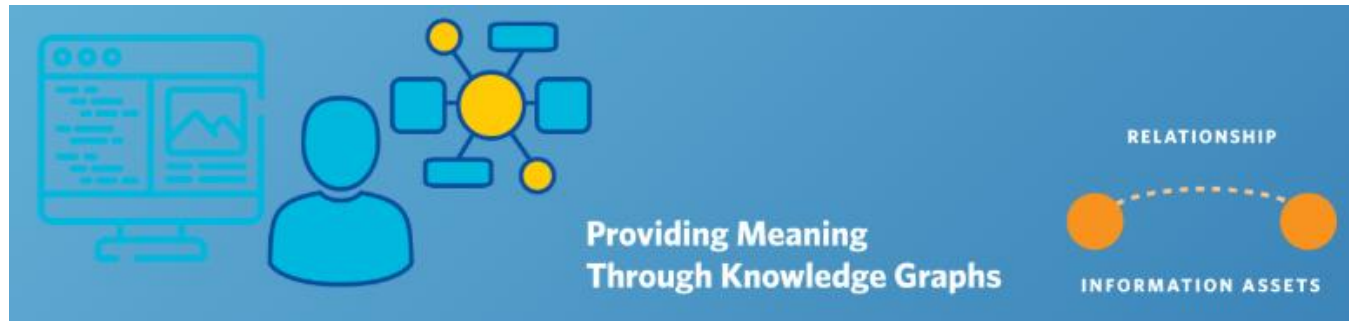 Providing Meaning
Through Knowledge Graphs
RELATIONSHIP
INFORMATION ASSETS